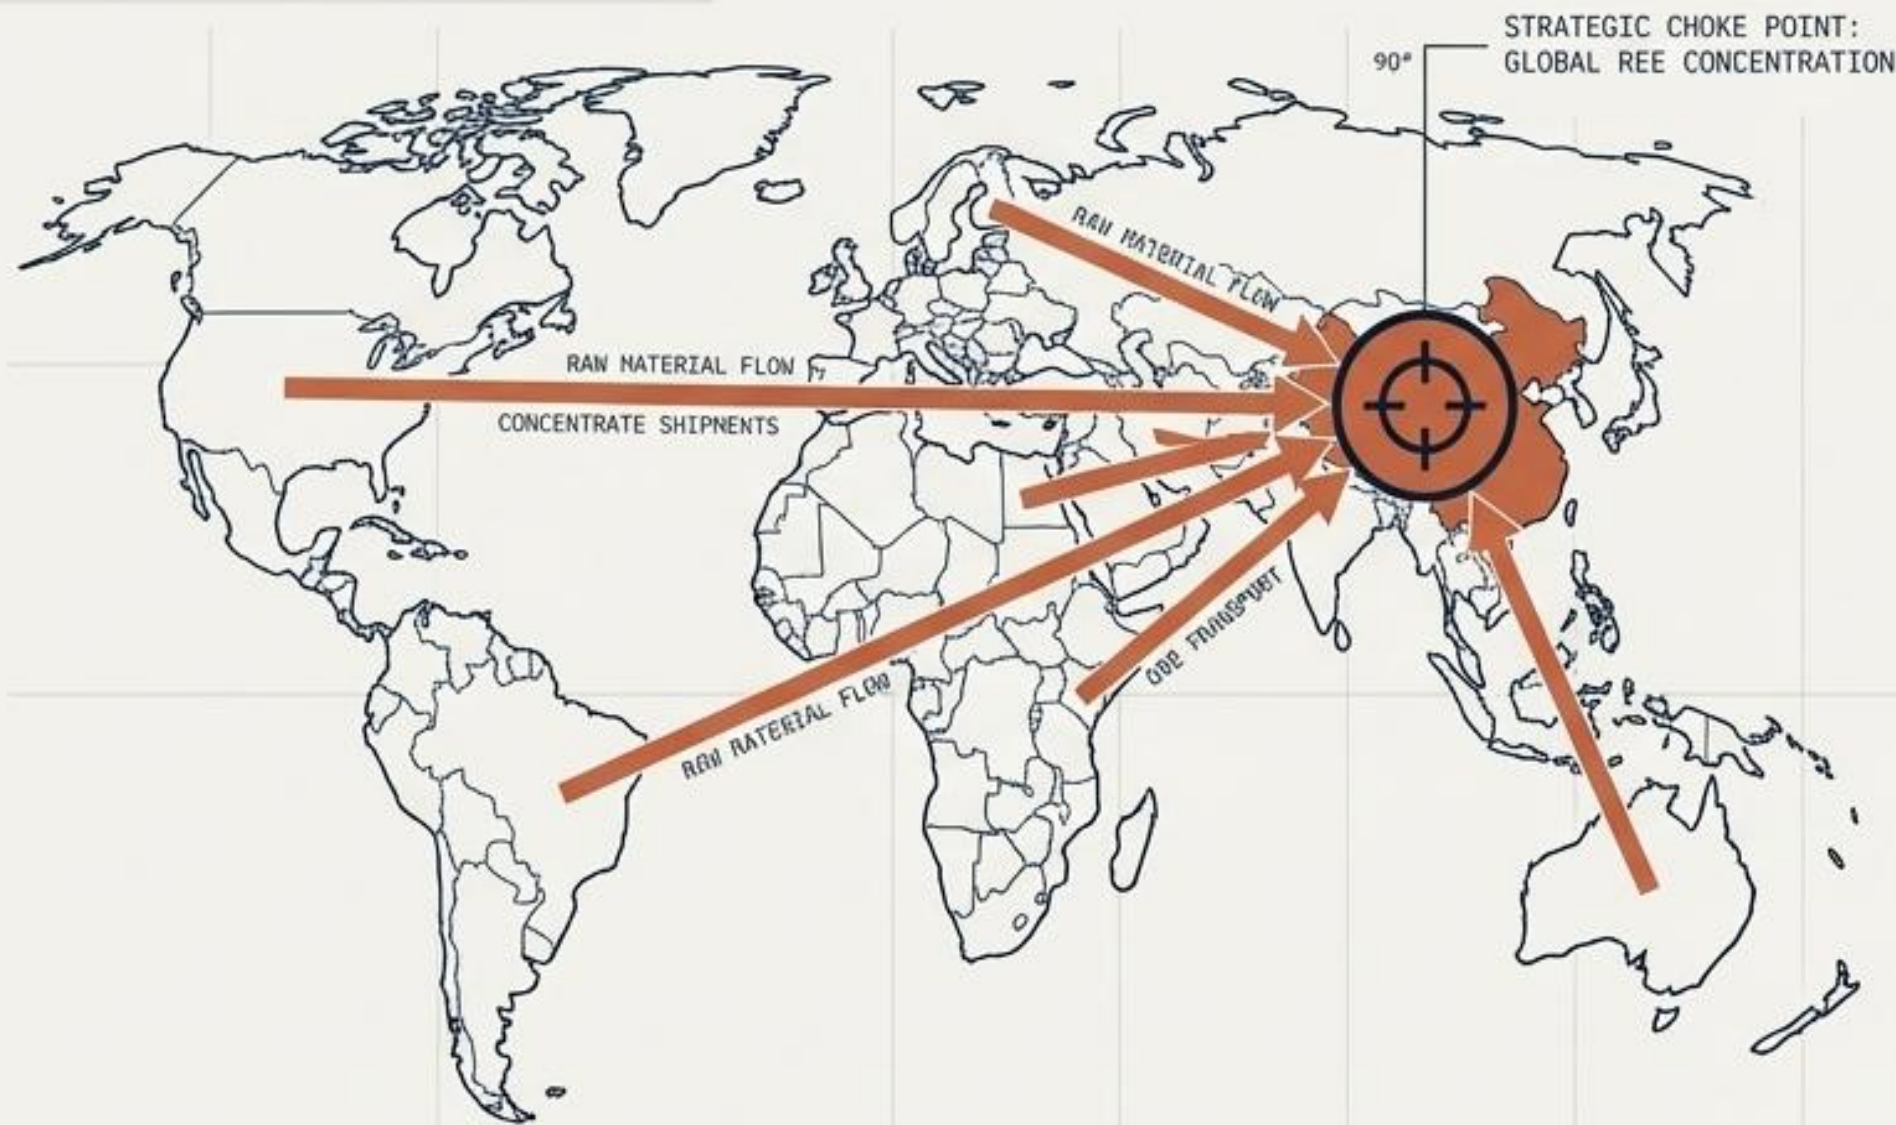 STRATEGIC CHOKE POINT:
90°
GLOBAL REE CONCENTRATION
RAW MATERIAL FLOW
RAW MATERIAL FLOW
CONCENTRATE SHIPNENTS
RAW MATERIAL FLOW